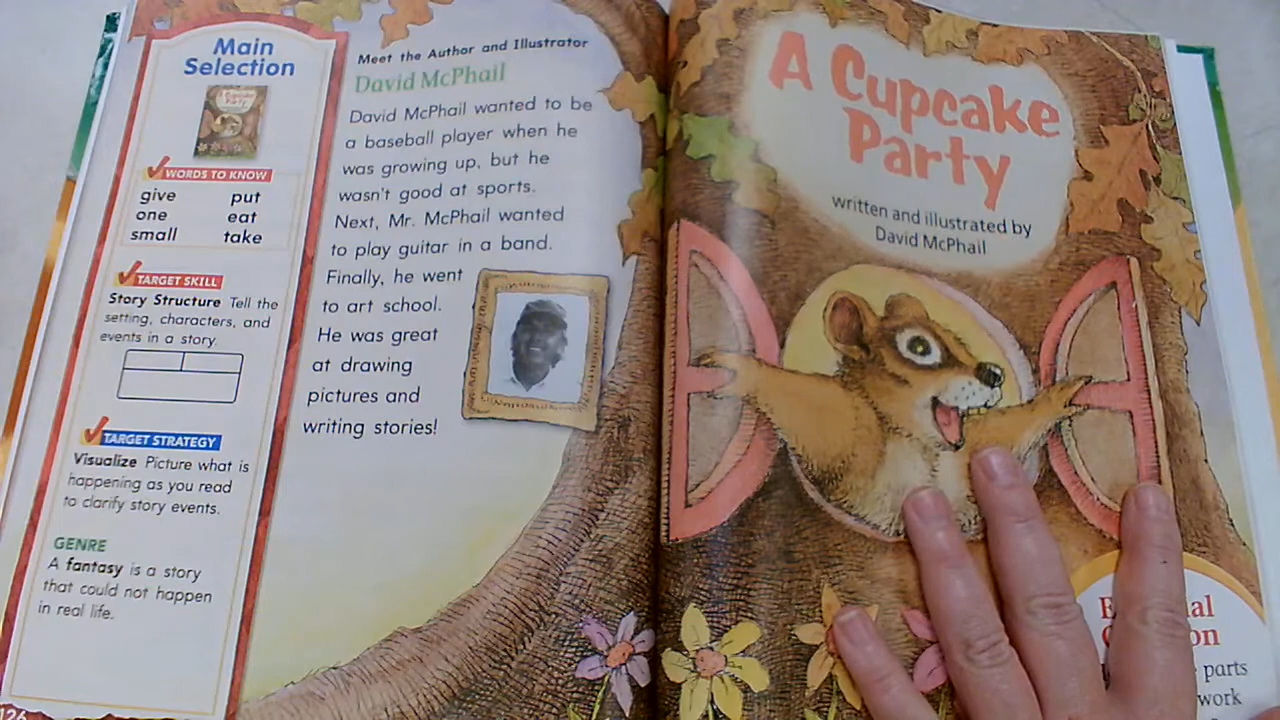 Main
Selection
WORDS TO KNOW
give put
one eat
small take
TARGET SKILL
Story Structure Tell the
setting, characters, and
events in a story.
TARGET STRATEGY
Visualize Picture what is
happening as you read
to clarify story events.
GENRE
A fantasy is a story
that could not happen
in real life.
126
Meet the Author and Illustrator
David McPhail
David McPhail wanted to be
a baseball player when he
was growing up, but he
wasn't good at sports.
Next, Mr. McPhail wanted
to play guitar in a band.
Finally, he went
to art school.
He was great
at drawing
pictures and
writing stories!
A Cupcake
Party
written and illustrated by
David McPhail
parts
work